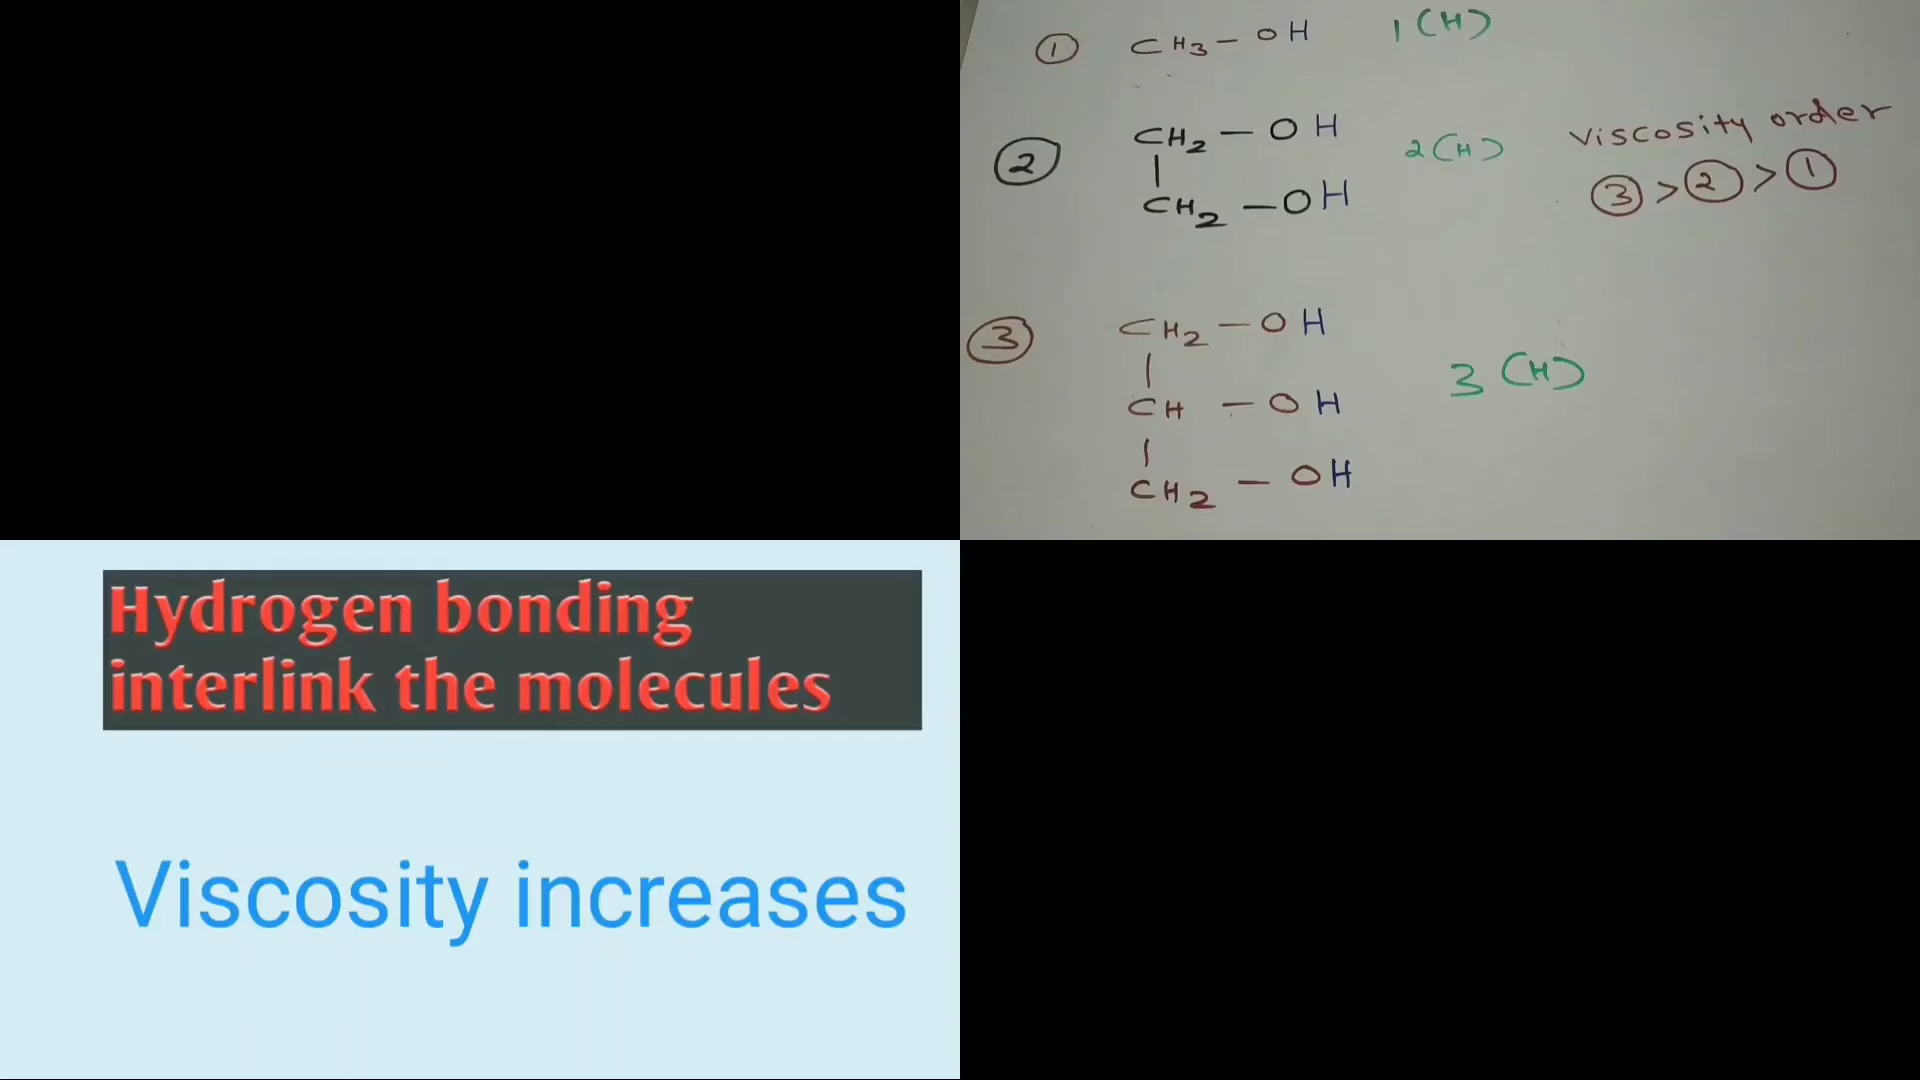 ① CH3 - OH 1 (H)
② CH2 - OH
CH2 - OH
2 (H)
Viscosity order
③ > ② > ①
③ CH2 - OH
CH - OH
CH2 - OH
3 (H)
Hydrogen bonding
interlink the molecules
Viscosity increases